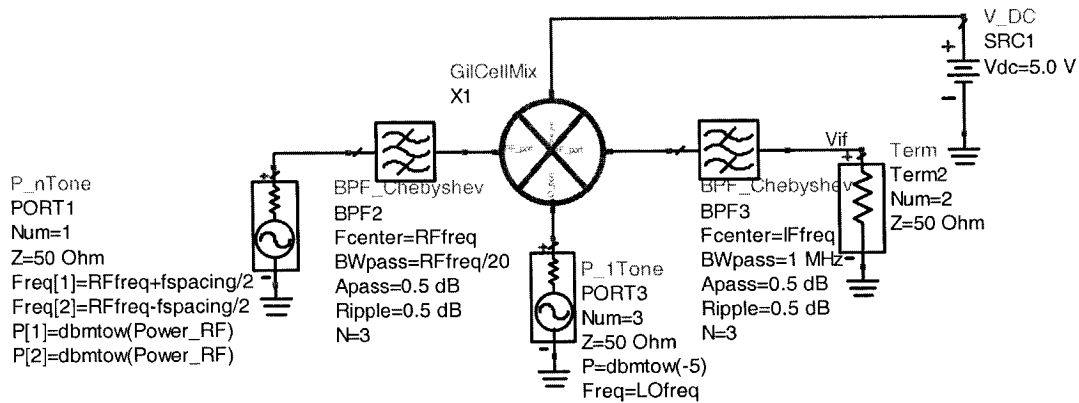 V_DC
SRC1
Vdc=5.0 V
GilCellMix
X1
Vif
Term
Term2
Num=2
Z=50 Ohm
P_nTone
PORT1
Num=1
Z=50 Ohm
Freq[1]=RFfreq+fspacing/2
Freq[2]=RFfreq-fspacing/2
P[1]=dbmtow(Power_RF)
P[2]=dbmtow(Power_RF)
BPF_Chebyshev
BPF2
Fcenter=RFfreq
BWpass=RFfreq/20
Apass=0.5 dB
Ripple=0.5 dB
N=3
P_1Tone
PORT3
Num=3
Z=50 Ohm
P=dbmtow(-5)
Freq=LOfreq
BPF_Chebyshev
BPF3
Fcenter=IFfreq
BWpass=1 MHz
Apass=0.5 dB
Ripple=0.5 dB
N=3